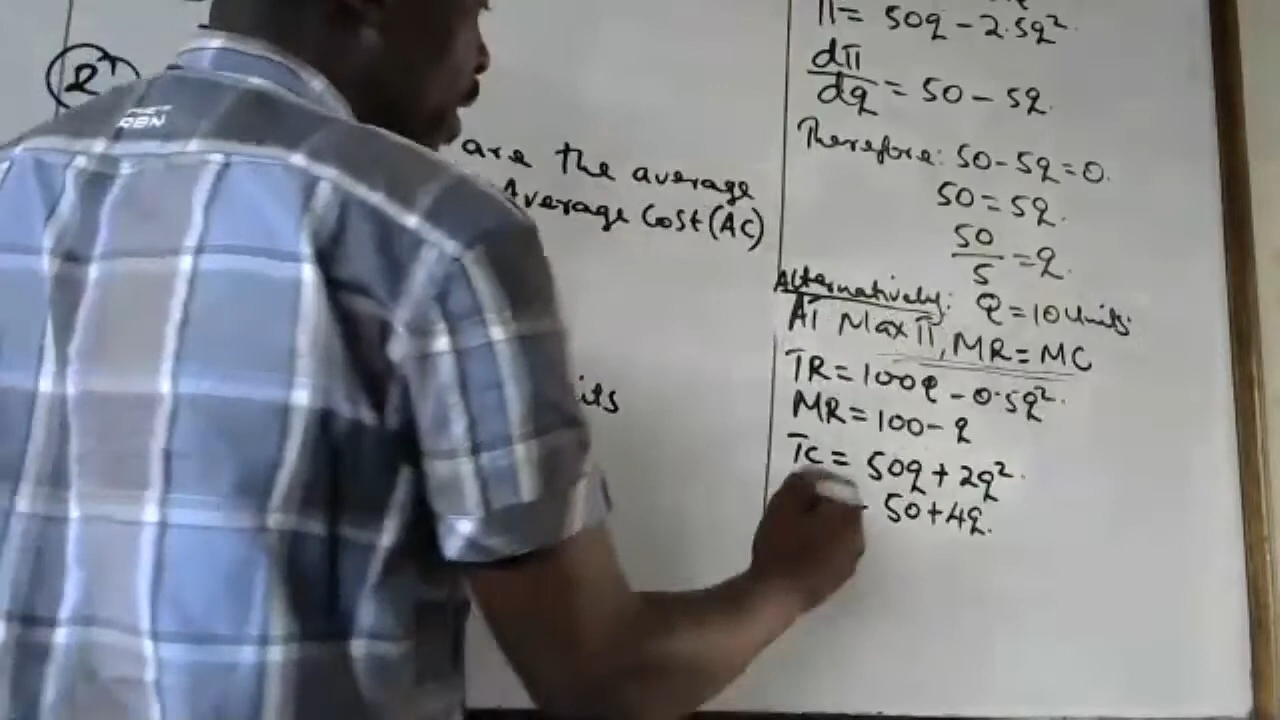 are the average
Average Cost (AC)
Π = 50q - 2.5q².
dΠ
dq = 50 - 5q.
Therefore: 50 - 5q = 0.
50 = 5q.
50
5 = q.
Alternatively: Q = 10 units.
AT Max Π, MR = MC
TR = 100q - 0.5q².
MR = 100 - q
TC = 50q + 2q².
50 + 4q.